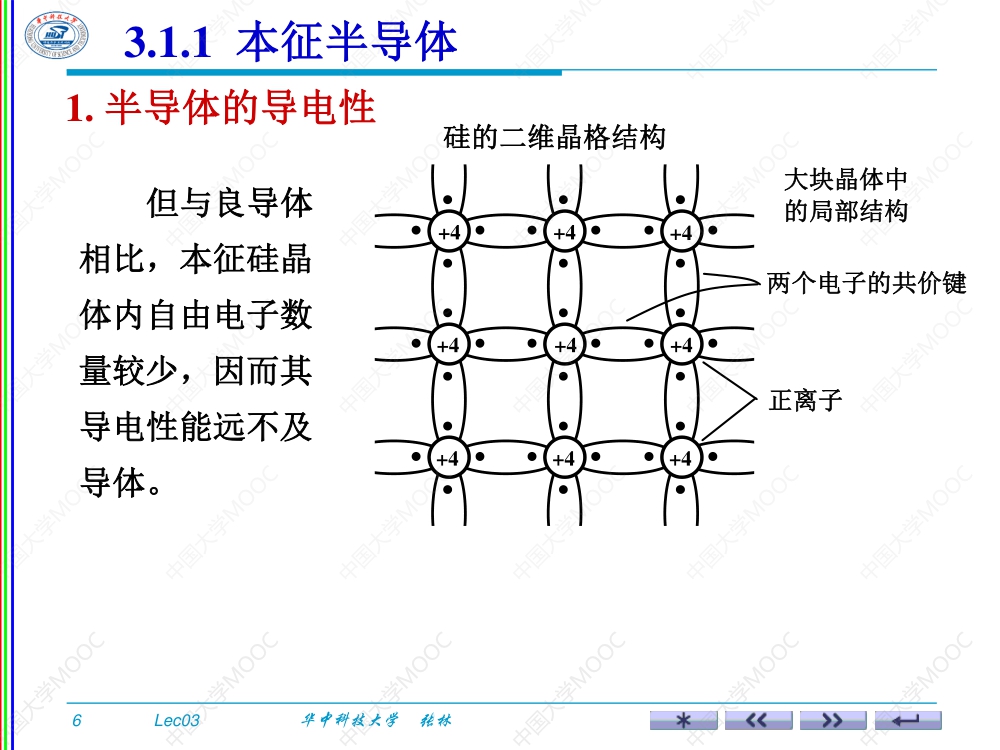 3.1.1 本征半导体
1. 半导体的导电性
硅的二维晶格结构
大块晶体中
的局部结构
但与良导体
相比，本征硅晶
体内自由电子数
量较少，因而其
导电性能远不及
导体。
+4 +4 +4
两个电子的共价键
+4 +4 +4
正离子
+4 +4 +4
6 Lec03 华中科技大学 张林
中国大学MOOC